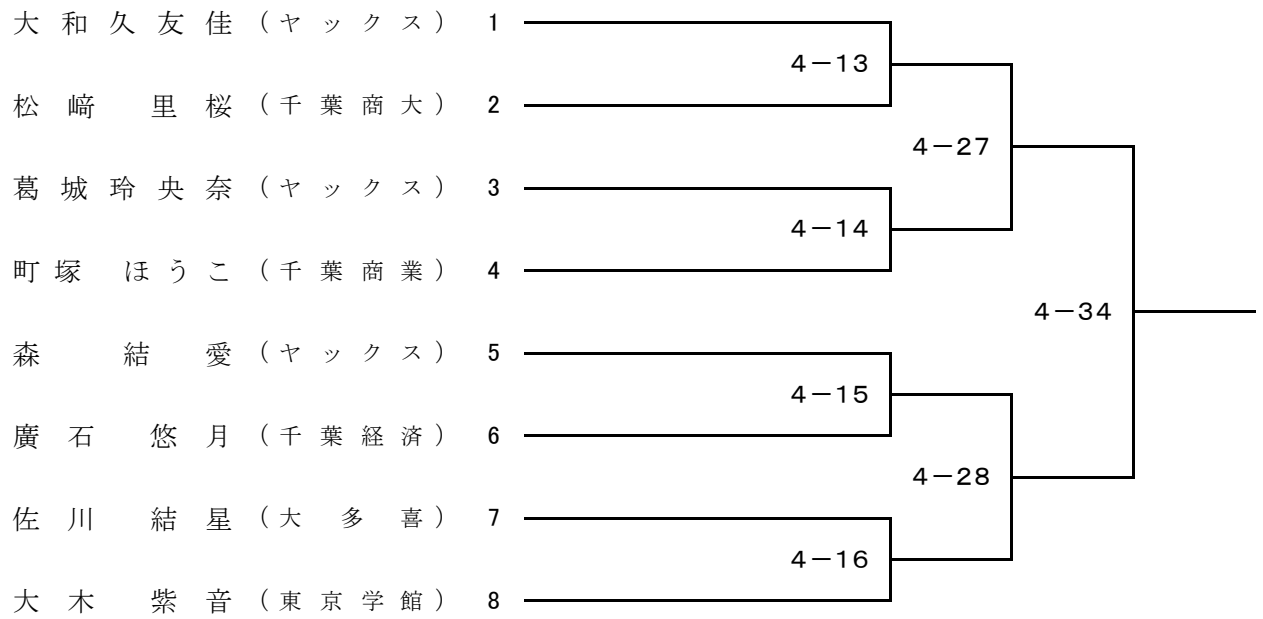 大和久友佳(ヤックス) 1
4－13
松﨑 里桜(千葉商大) 2
4－27
葛城玲央奈(ヤックス) 3
4－14
町塚 ほうこ(千葉商業) 4
4－34
森 結愛(ヤックス) 5
4－15
廣石 悠月(千葉経済) 6
4－28
佐川 結星(大多喜) 7
4－16
大木 紫音(東京学館) 8